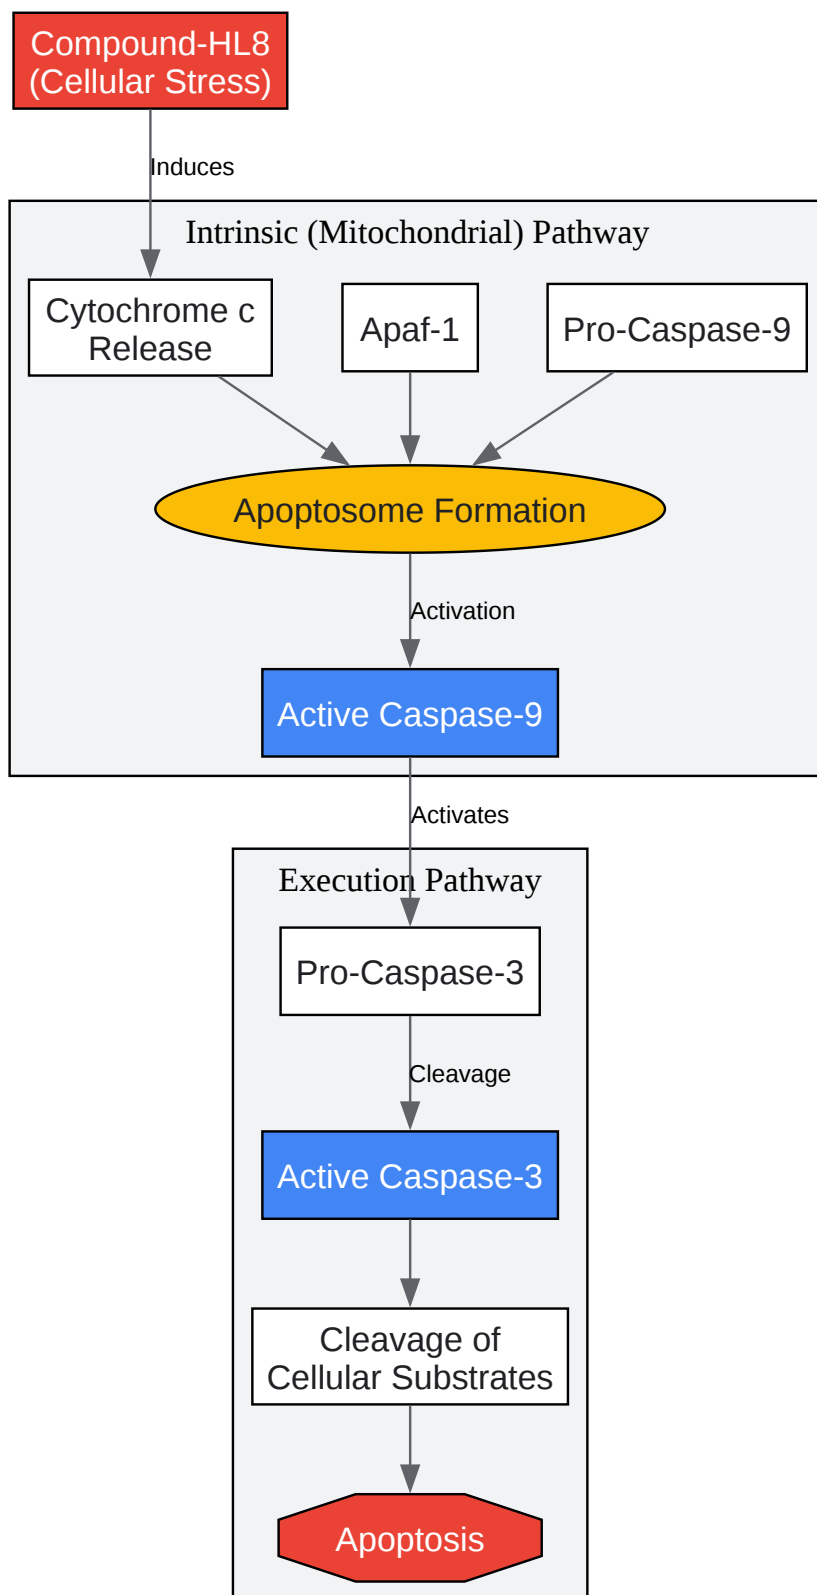 Compound-HL8
(Cellular Stress)
Induces
Intrinsic (Mitochondrial) Pathway
Cytochrome c
Release
Apaf-1
Pro-Caspase-9
Apoptosome Formation
Activation
Active Caspase-9
Activates
Execution Pathway
Pro-Caspase-3
Cleavage
Active Caspase-3
Cleavage of
Cellular Substrates
Apoptosis